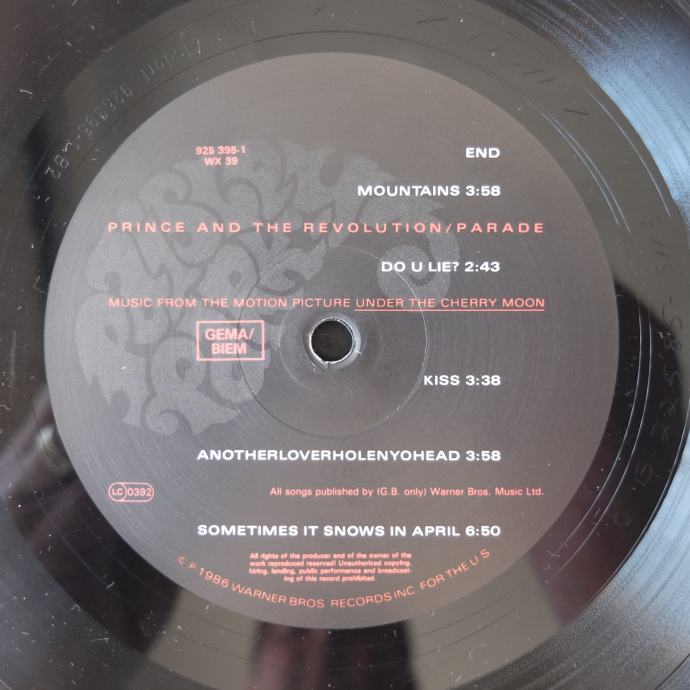 925 395-1
WX 39
END
MOUNTAINS 3:58
PRINCE AND THE REVOLUTION/PARADE
DO U LIE? 2:43
MUSIC FROM THE MOTION PICTURE UNDER THE CHERRY MOON
GEMA/
BIEM
KISS 3:38
ANOTHERLOVERHOLENYOHEAD 3:58
LC 0392
All songs published by (G.B. only) Warner Bros. Music Ltd.
SOMETIMES IT SNOWS IN APRIL 6:50
All rights of the producer and of the owner of the
work reproduced reserved! Unauthorized copying,
hiring, lending, public performance and broadcast-
ing of this record prohibited
C P 1986 WARNER BROS RECORDS INC FOR THE U S